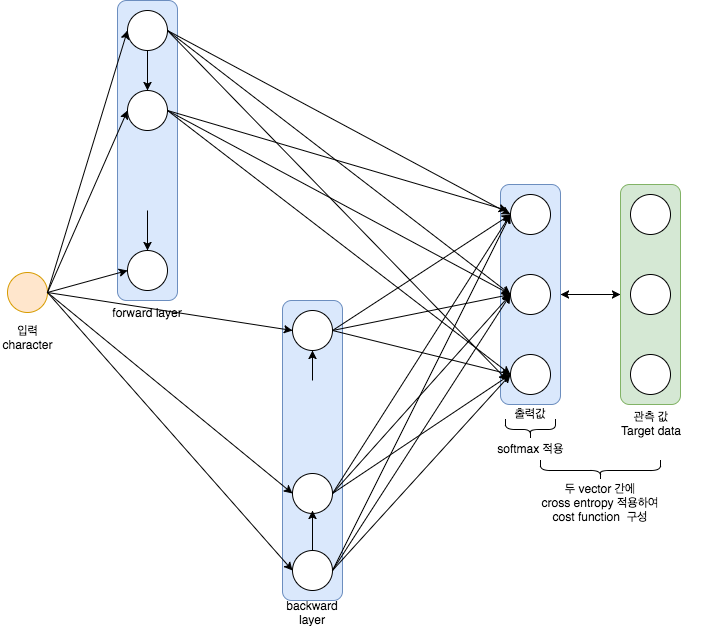 forward layer
입력
character
출력값
관측 값
Target data
softmax 적용
두 vector 간에
cross entropy 적용하여
cost function 구성
backward
layer